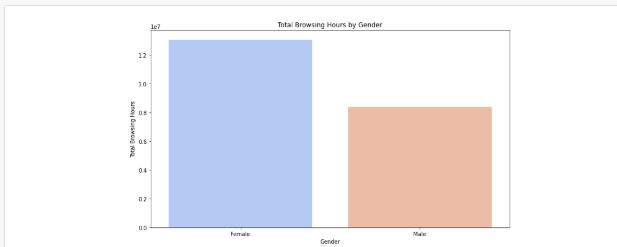 Total Browsing Hours by Gender
1e7
1.2
1.0
0.8
0.6
0.4
0.2
0.0
Total Browsing Hours
Female Male
Gender